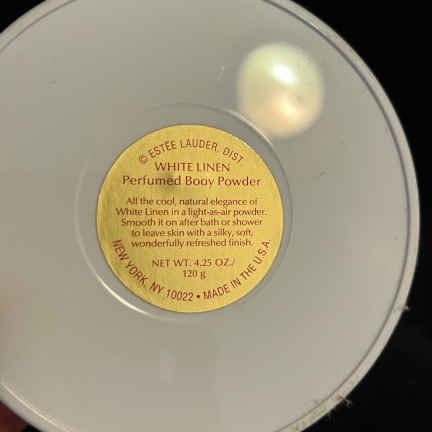 © ESTĒE LAUDER, DIST.
WHITE LINEN
Perfumed Booy Powder
All the cool, natural elegance of
White Linen in a light-as-air powder.
Smooth it on after bath or shower
to leave skin with a silky, soft,
wonderfully refreshed finish.
NET WT. 4.25 OZ./
120 g
NEW YORK, NY 10022 • MADE IN THE U.S.A.